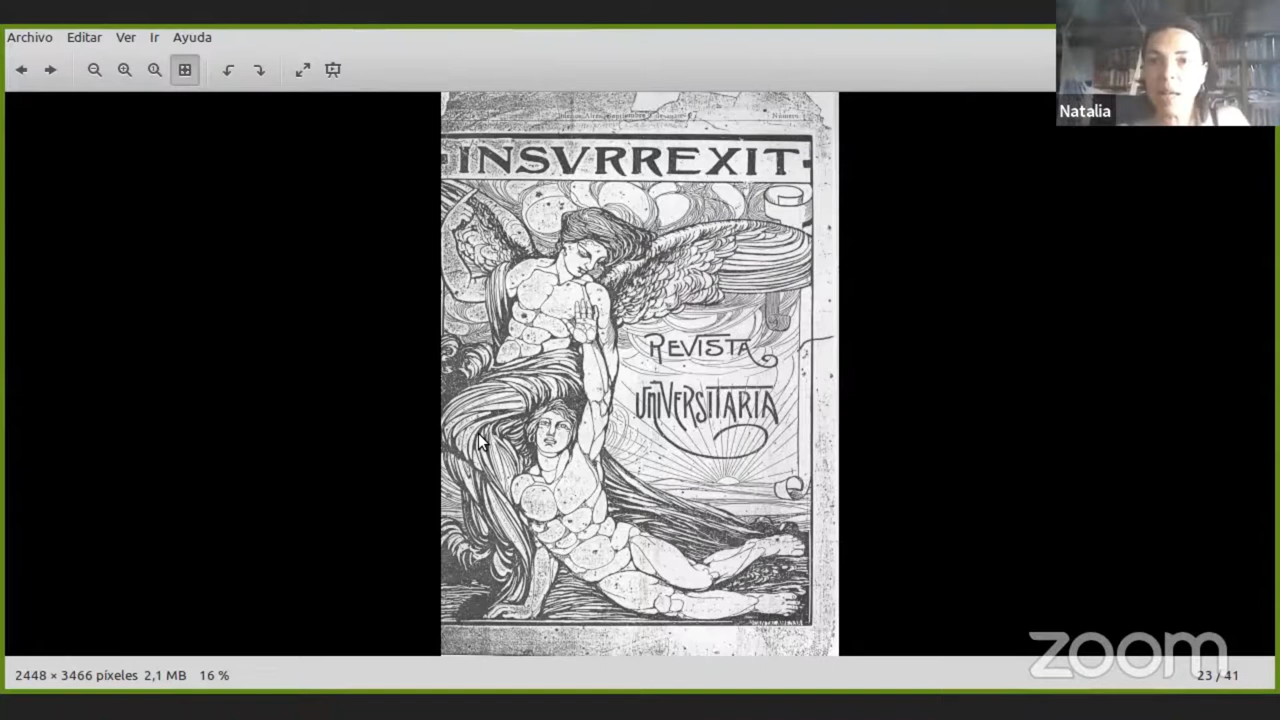 Archivo Editar Ver Ir Ayuda
Natalia
INSVRREXIT
REVISTA
UNIVERSITARIA
zoom
2448 × 3466 píxeles 2,1 MB 16 %
23 / 41